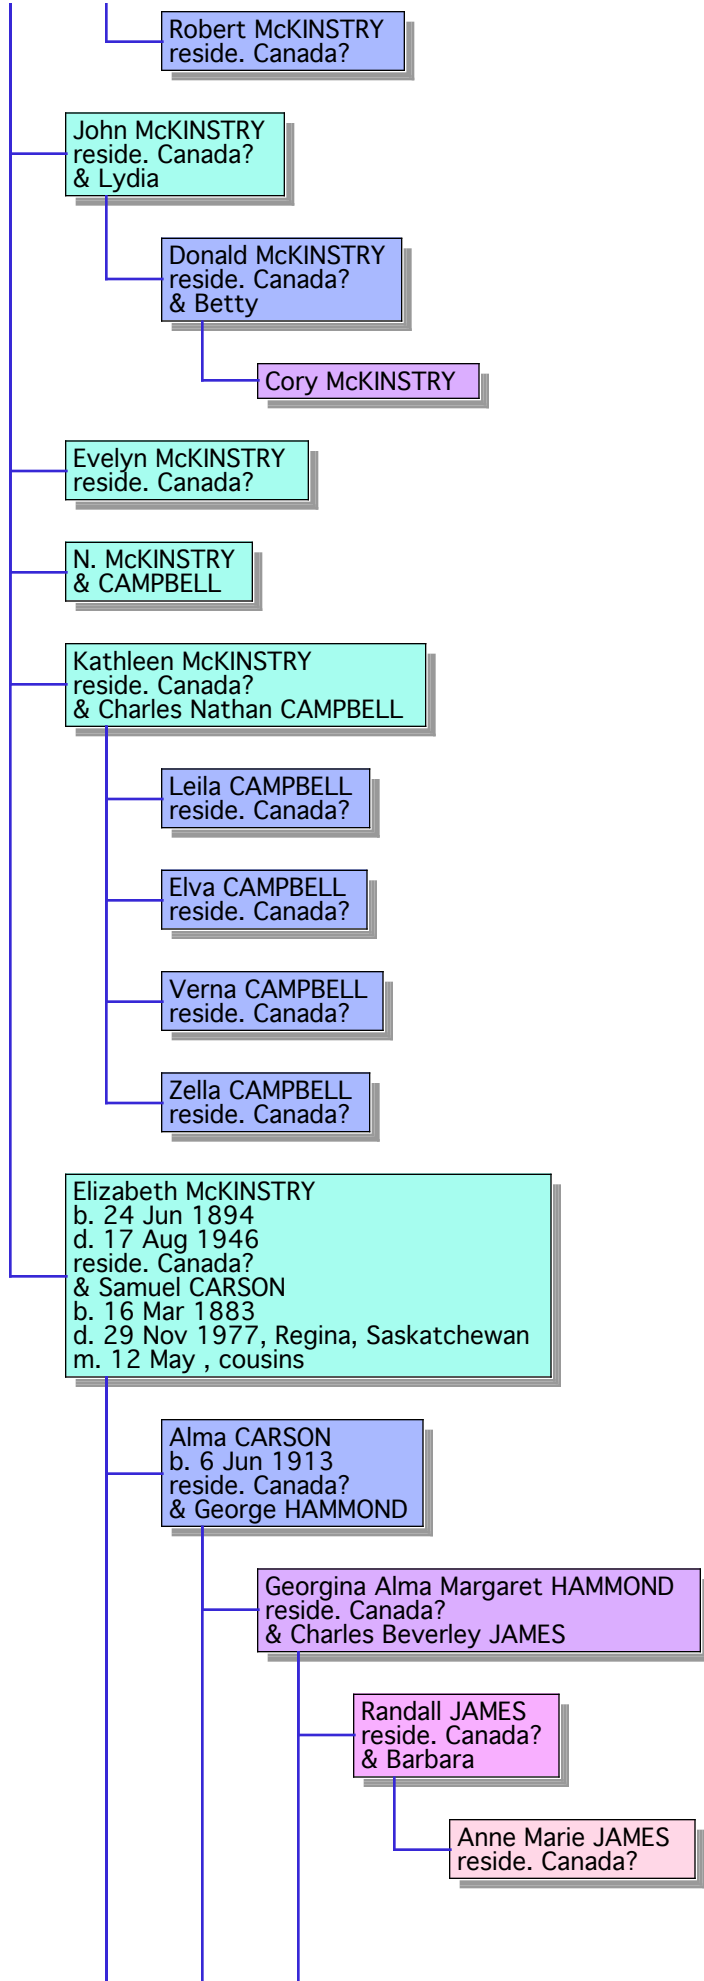 Robert McKINSTRY
reside. Canada?
John McKINSTRY
reside. Canada?
& Lydia
Donald McKINSTRY
reside. Canada?
& Betty
Cory McKINSTRY
Evelyn McKINSTRY
reside. Canada?
N. McKINSTRY
& CAMPBELL
Kathleen McKINSTRY
reside. Canada?
& Charles Nathan CAMPBELL
Leila CAMPBELL
reside. Canada?
Elva CAMPBELL
reside. Canada?
Verna CAMPBELL
reside. Canada?
Zella CAMPBELL
reside. Canada?
Elizabeth McKINSTRY
b. 24 Jun 1894
d. 17 Aug 1946
reside. Canada?
& Samuel CARSON
b. 16 Mar 1883
d. 29 Nov 1977, Regina, Saskatchewan
m. 12 May , cousins
Alma CARSON
b. 6 Jun 1913
reside. Canada?
& George HAMMOND
Georgina Alma Margaret HAMMOND
reside. Canada?
& Charles Beverley JAMES
Randall JAMES
reside. Canada?
& Barbara
Anne Marie JAMES
reside. Canada?